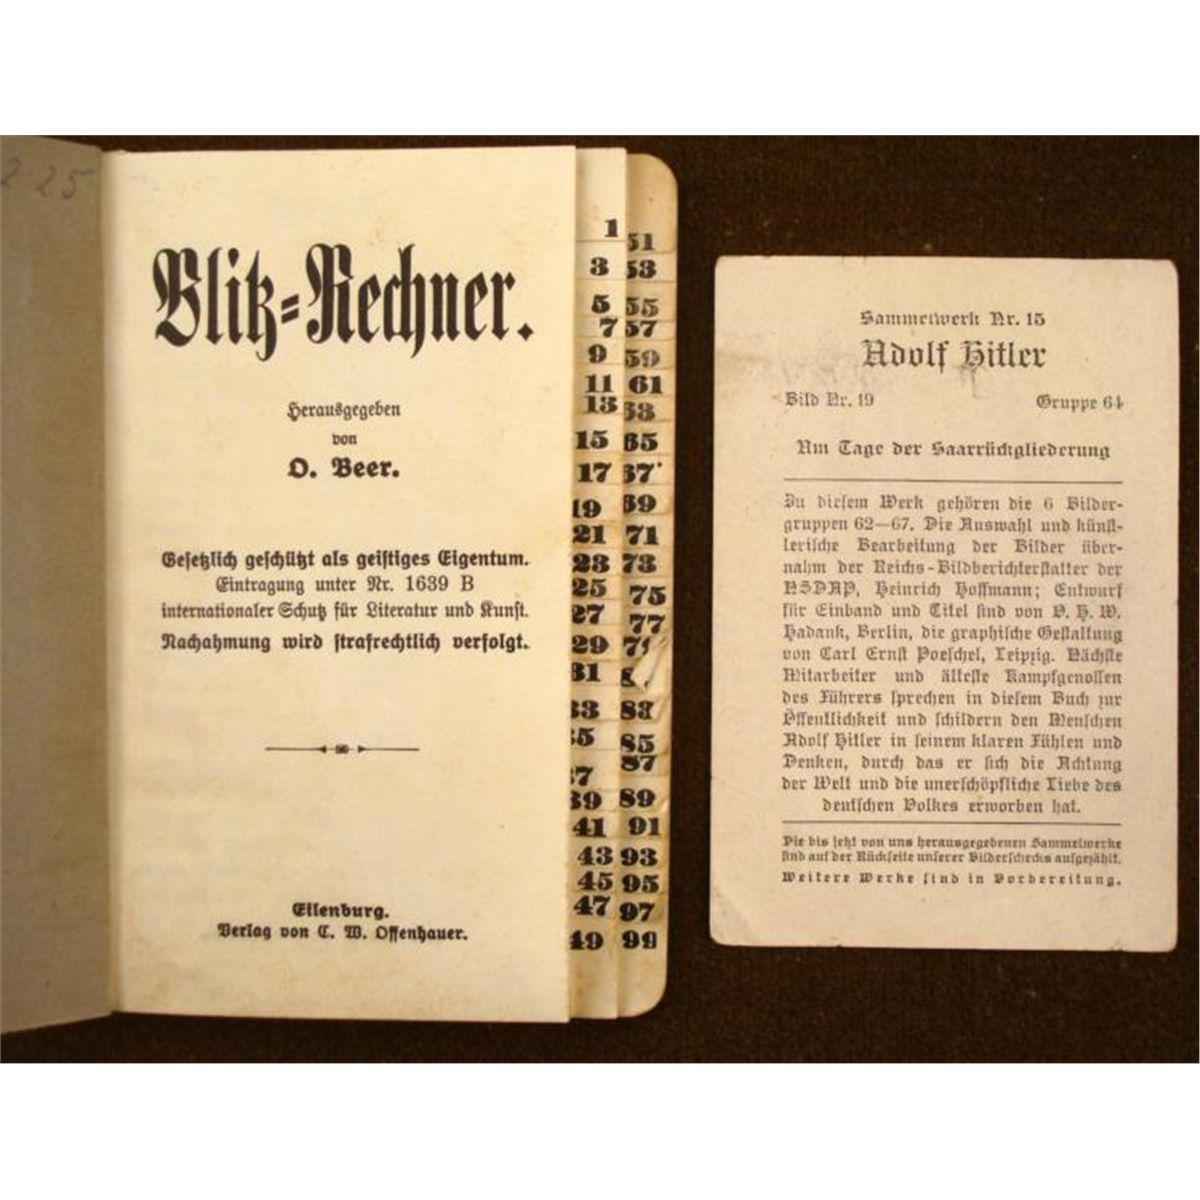 2 25
Blitz=Rechner.
Herausgegeben
von
O. Beer.
Gesetzlich geschützt als geistiges Eigentum.
Eintragung unter Nr. 1639 B
internationaler Schutz für Literatur und Kunst.
Nachahmung wird strafrechtlich verfolgt.
Eilenburg.
Verlag von C. W. Offenhauer.
1 51
3 53
5 55
7 57
9 59
11 61
13 63
15 65
17 67
19 69
21 71
23 73
25 75
27 77
29 79
31
33 83
35 85
37 87
39 89
41 91
43 93
45 95
47 97
49 99
Sammelwerk Nr. 15
Adolf Hitler
Bild Nr. 19 Gruppe 64
Am Tage der Saarrückgliederung
Zu diesem Werk gehören die 6 Bilder-
gruppen 62—67. Die Auswahl und künst-
lerische Bearbeitung der Bilder über-
nahm der Reichs-Bildberichterstatter der
NSDAP, Heinrich Hoffmann; Entwurf
für Einband und Titel sind von O. H. W.
Hadank, Berlin, die graphische Gestaltung
von Carl Ernst Poeschel, Leipzig. Nächste
Mitarbeiter und älteste Kampfgenossen
des Führers sprechen in diesem Buch zur
Öffentlichkeit und schildern den Menschen
Adolf Hitler in seinem klaren Fühlen und
Denken, durch das er sich die Achtung
der Welt und die unerschöpfliche Liebe des
deutschen Volkes erworben hat.
Die bis jetzt von uns herausgegebenen Sammelwerke
sind auf der Rückseite unserer Bilderschecks aufgezählt.
Weitere Werke sind in Vorbereitung.